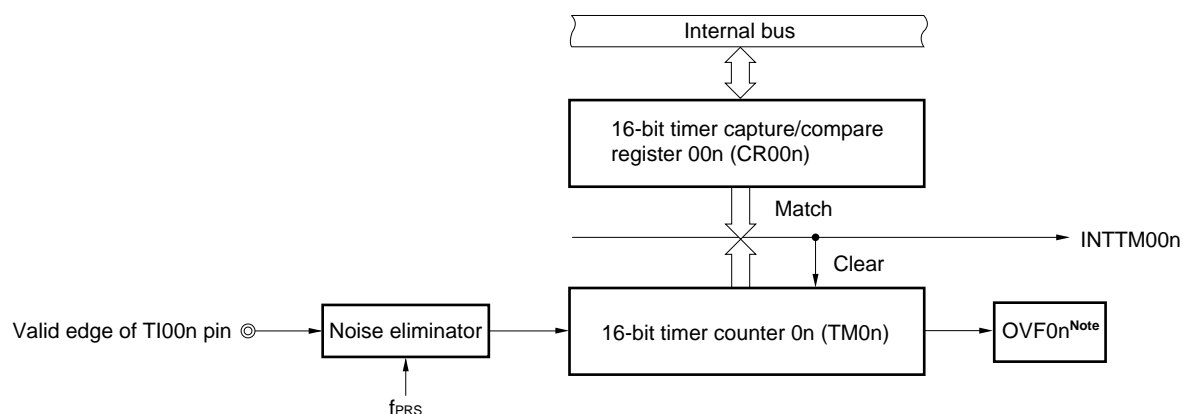 Internal bus
16-bit timer capture/compare
register 00n (CR00n)
Match
INTTM00n
Clear
Valid edge of TI00n pin
Noise eliminator
16-bit timer counter 0n (TM0n)
OVF0nNote
fPRS